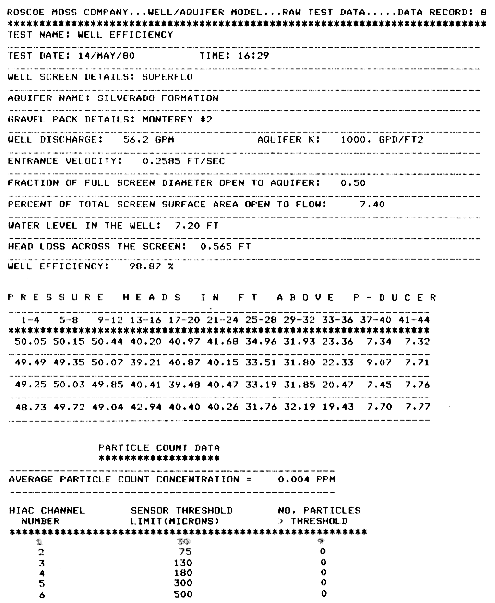 ROSCOE MOSS COMPANY...WELL/AQUIFER MODEL...RAW TEST DATA.....DATA RECORD: 8
************************************************************************
TEST NAME: WELL EFFICIENCY
TEST DATE: 14/MAY/80 TIME: 16:29
WELL SCREEN DETAILS: SUPERFLO
AQUIFER NAME: SILVERADO FORMATION
GRAVEL PACK DETAILS: MONTEREY #2
WELL DISCHARGE: 56.2 GPM AQUIFER K: 1000. GPD/FT2
ENTRANCE VELOCITY: 0.2585 FT/SEC
FRACTION OF FULL SCREEN DIAMETER OPEN TO AQUIFER: 0.50
PERCENT OF TOTAL SCREEN SURFACE AREA OPEN TO FLOW: 7.40
WATER LEVEL IN THE WELL: 7.20 FT
HEAD LOSS ACROSS THE SCREEN: 0.565 FT
WELL EFFICIENCY: 98.82 %
P R E S S U R E H E A D S I N F T A B O V E P - D U C E R
1-4 5-8 9-12 13-16 17-20 21-24 25-28 29-32 33-36 37-40 41-44
************************************************************************
50.05 50.15 50.44 40.20 40.97 41.68 34.96 31.93 23.36 7.34 7.32
49.49 49.35 50.07 39.21 40.87 40.15 33.51 31.80 22.33 9.07 7.71
49.25 50.03 49.85 40.41 39.48 40.47 33.19 31.85 20.47 7.45 7.76
48.73 49.72 49.04 42.94 40.40 40.26 31.76 32.19 19.43 7.70 7.77
PARTICLE COUNT DATA
*******************
AVERAGE PARTICLE COUNT CONCENTRATION = 0.004 PPM
HIAC CHANNEL SENSOR THRESHOLD NO. PARTICLES
NUMBER LIMIT(MICRONS) > THRESHOLD
************************************************************
1 30 9
2 75 0
3 130 0
4 180 0
5 300 0
6 500 0